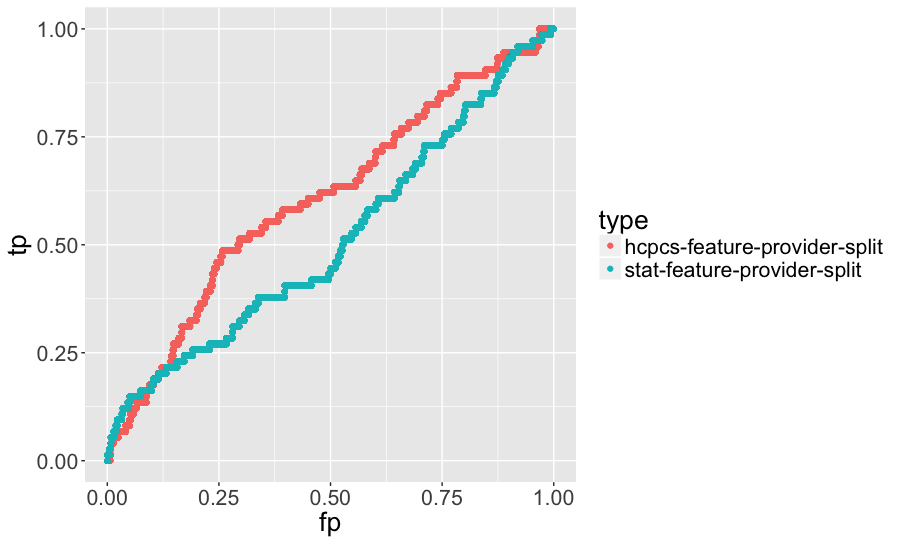 1.00
0.75
0.50
0.25
0.00
tp
0.00 0.25 0.50 0.75 1.00
fp
type
hcpcs-feature-provider-split
stat-feature-provider-split